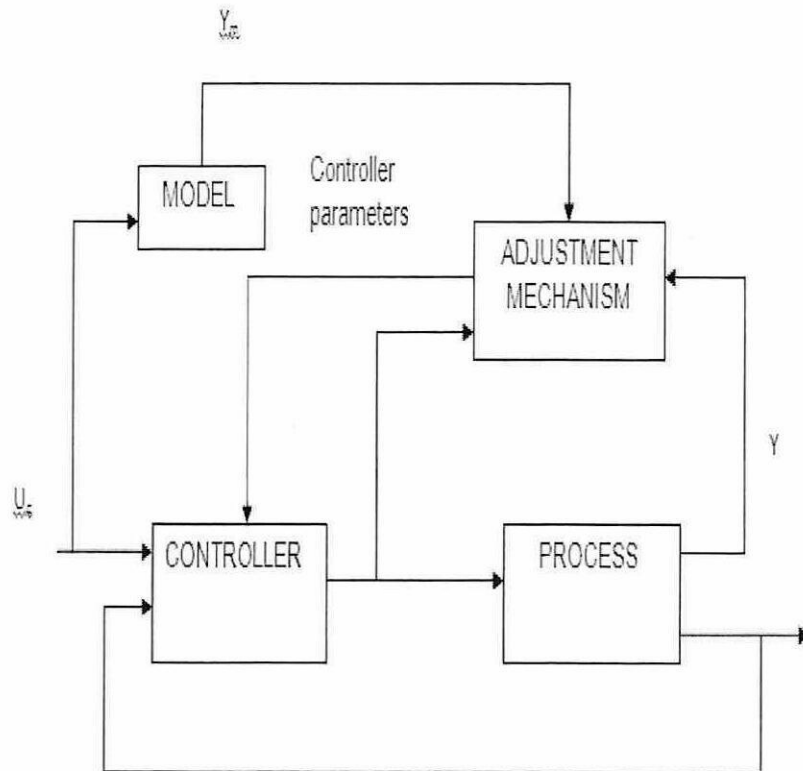 Ym
MODEL
Controller
parameters
ADJUSTMENT
MECHANISM
Y
Uc
CONTROLLER
PROCESS